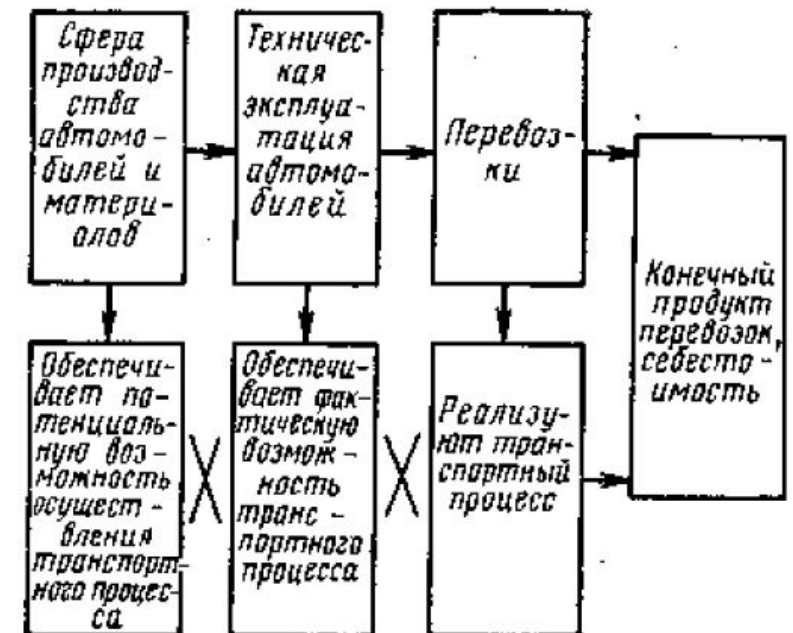 Сфера
производ-
ства
автомо-
билей и
матери-
алов
Техничес-
кая
эксплуа-
тация
автомо-
билей
Перевоз-
ки
Конечный
продукт
перевозок,
себесто-
имость
Обеспечи-
вает по-
тенциаль-
ную воз-
можность
осущест-
вления
транспорт-
ного процес-
са
Обеспечи-
вает фак-
тическую
возмож-
ность
транс-
портного
процесса
Реализу-
ют тран-
спортный
процесс